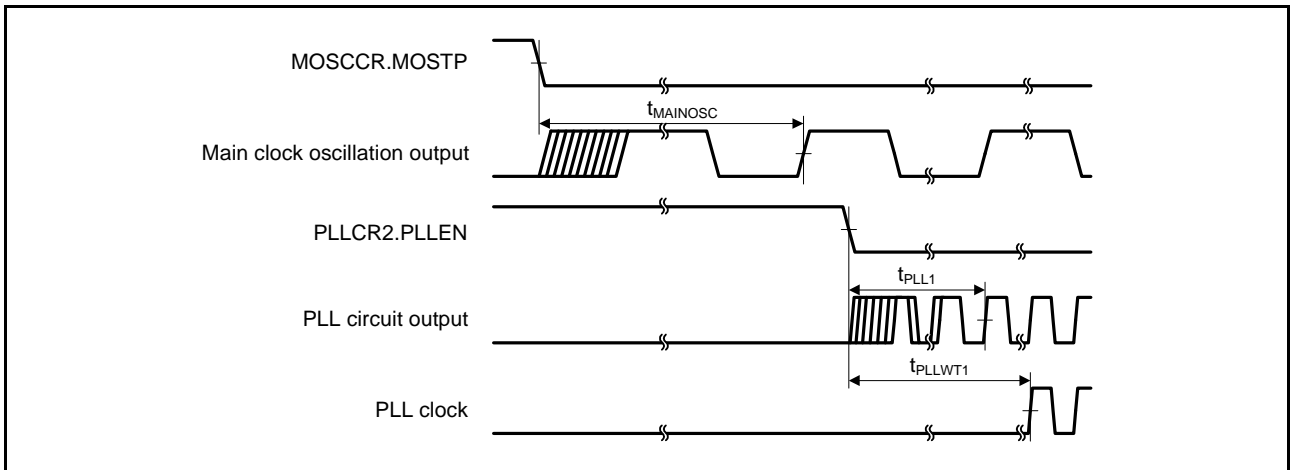 MOSCCR.MOSTP
tMAINOSC
Main clock oscillation output
PLLCR2.PLLEN
tPLL1
PLL circuit output
tPLLWT1
PLL clock